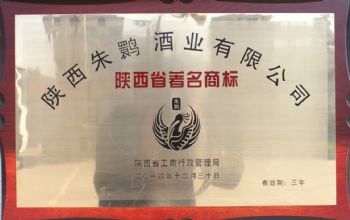 陕西朱鹮酒业有限公司
陕西省著名商标
朱鹮
陕西省工商行政管理局
二〇一四年十二月三十日
有效期：三年